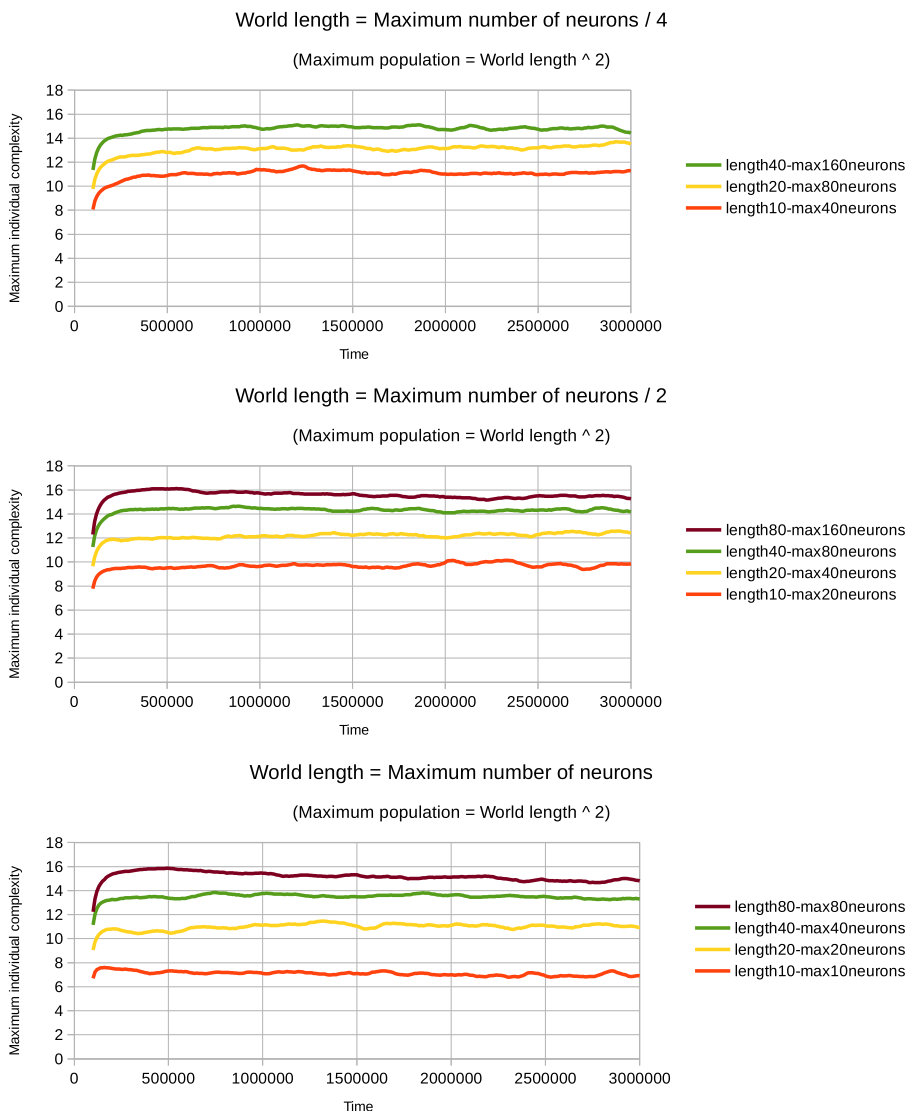 World length = Maximum number of neurons / 4
(Maximum population = World length ^ 2)
Maximum individual complexity
18
16
14
12
10
8
6
4
2
0
0 500000 1000000 1500000 2000000 2500000 3000000
Time
length40-max160neurons
length20-max80neurons
length10-max40neurons
World length = Maximum number of neurons / 2
(Maximum population = World length ^ 2)
Maximum individual complexity
18
16
14
12
10
8
6
4
2
0
0 500000 1000000 1500000 2000000 2500000 3000000
Time
length80-max160neurons
length40-max80neurons
length20-max40neurons
length10-max20neurons
World length = Maximum number of neurons
(Maximum population = World length ^ 2)
Maximum individual complexity
18
16
14
12
10
8
6
4
2
0
0 500000 1000000 1500000 2000000 2500000 3000000
Time
length80-max80neurons
length40-max40neurons
length20-max20neurons
length10-max10neurons